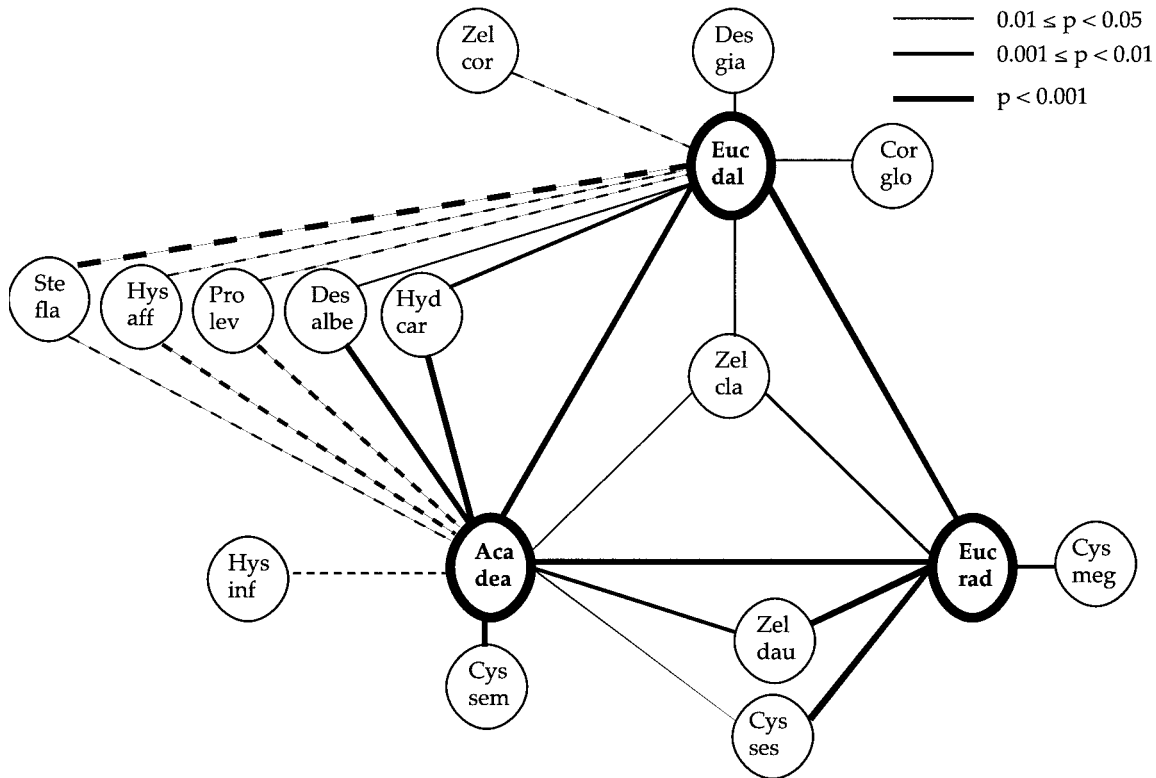 0.01 ≤ p < 0.05
0.001 ≤ p < 0.01
p < 0.001
Zel
cor
Des
gia
Euc
dal
Cor
glo
Ste
fla
Hys
aff
Pro
lev
Des
albe
Hyd
car
Zel
cla
Hys
inf
Aca
dea
Euc
rad
Cys
meg
Zel
dau
Cys
sem
Cys
ses